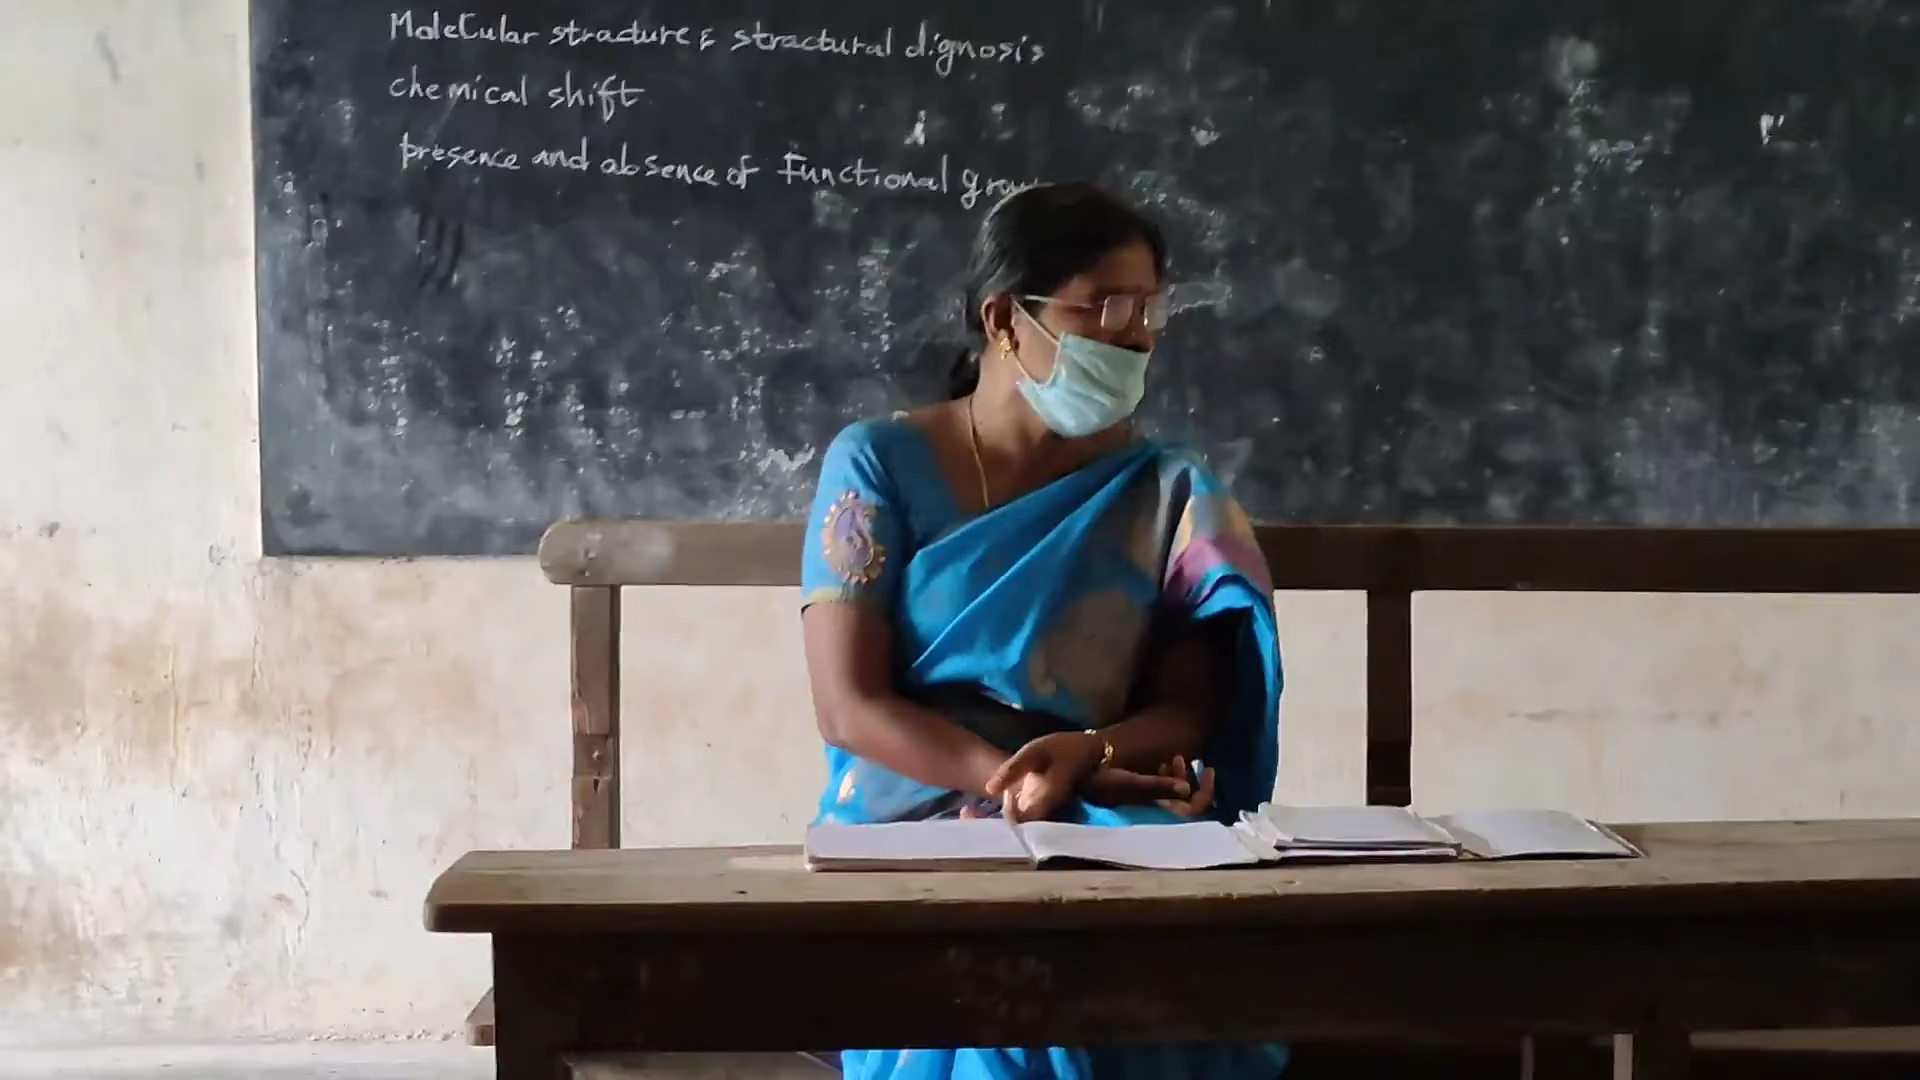 Molecular stracture & stractural dignosis
chemical shift
presence and absence of Functional